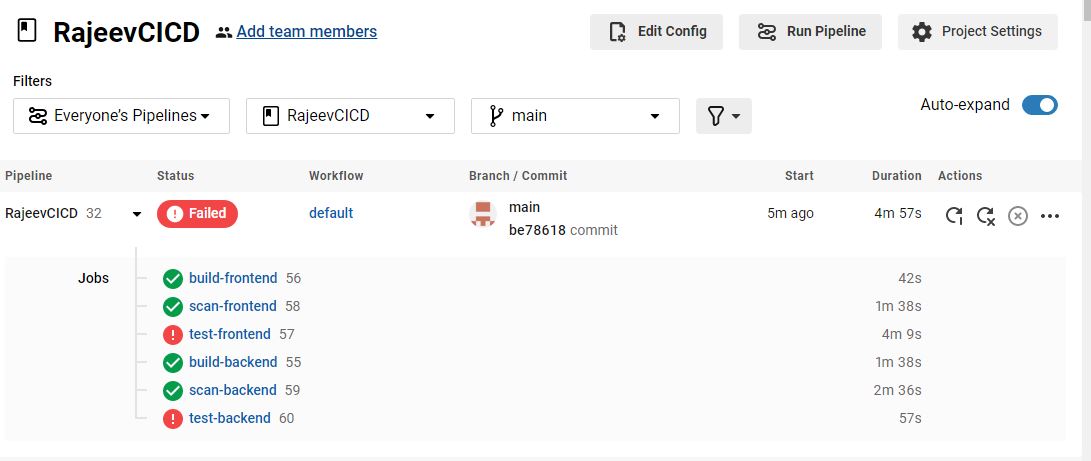 RajeevCICD Add team members Edit Config Run Pipeline Project Settings
Filters
Everyone's Pipelines RajeevCICD main Auto-expand
Pipeline Status Workflow Branch / Commit Start Duration Actions
RajeevCICD 32 Failed default main 5m ago 4m 57s
be78618 commit
Jobs build-frontend 56 42s
scan-frontend 58 1m 38s
test-frontend 57 4m 9s
build-backend 55 1m 38s
scan-backend 59 2m 36s
test-backend 60 57s